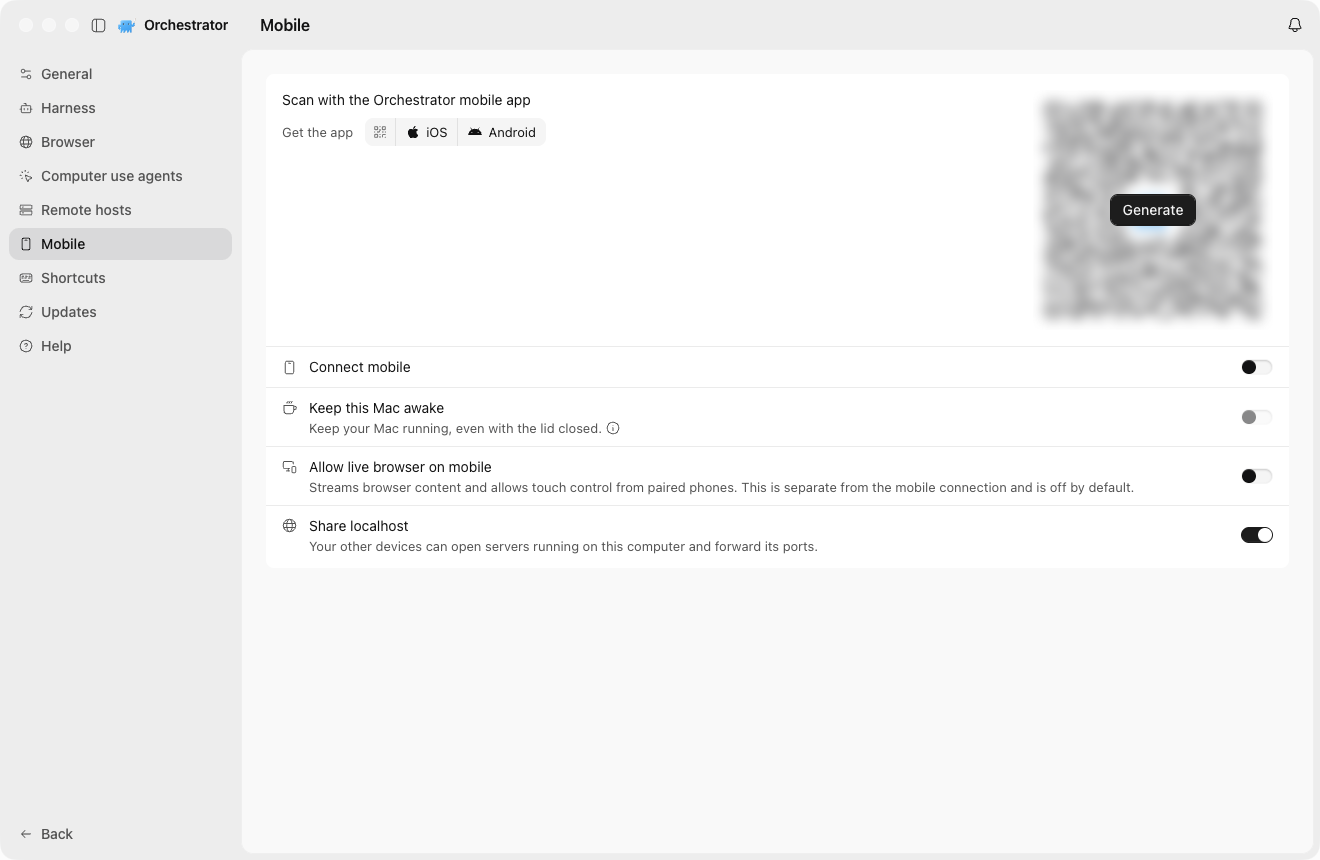 Orchestrator
Mobile
General
Harness
Browser
Computer use agents
Remote hosts
Mobile
Shortcuts
Updates
Help
Back
Scan with the Orchestrator mobile app
Get the app
iOS
Android
Generate
Connect mobile
Keep this Mac awake
Keep your Mac running, even with the lid closed.
Allow live browser on mobile
Streams browser content and allows touch control from paired phones. This is separate from the mobile connection and is off by default.
Share localhost
Your other devices can open servers running on this computer and forward its ports.